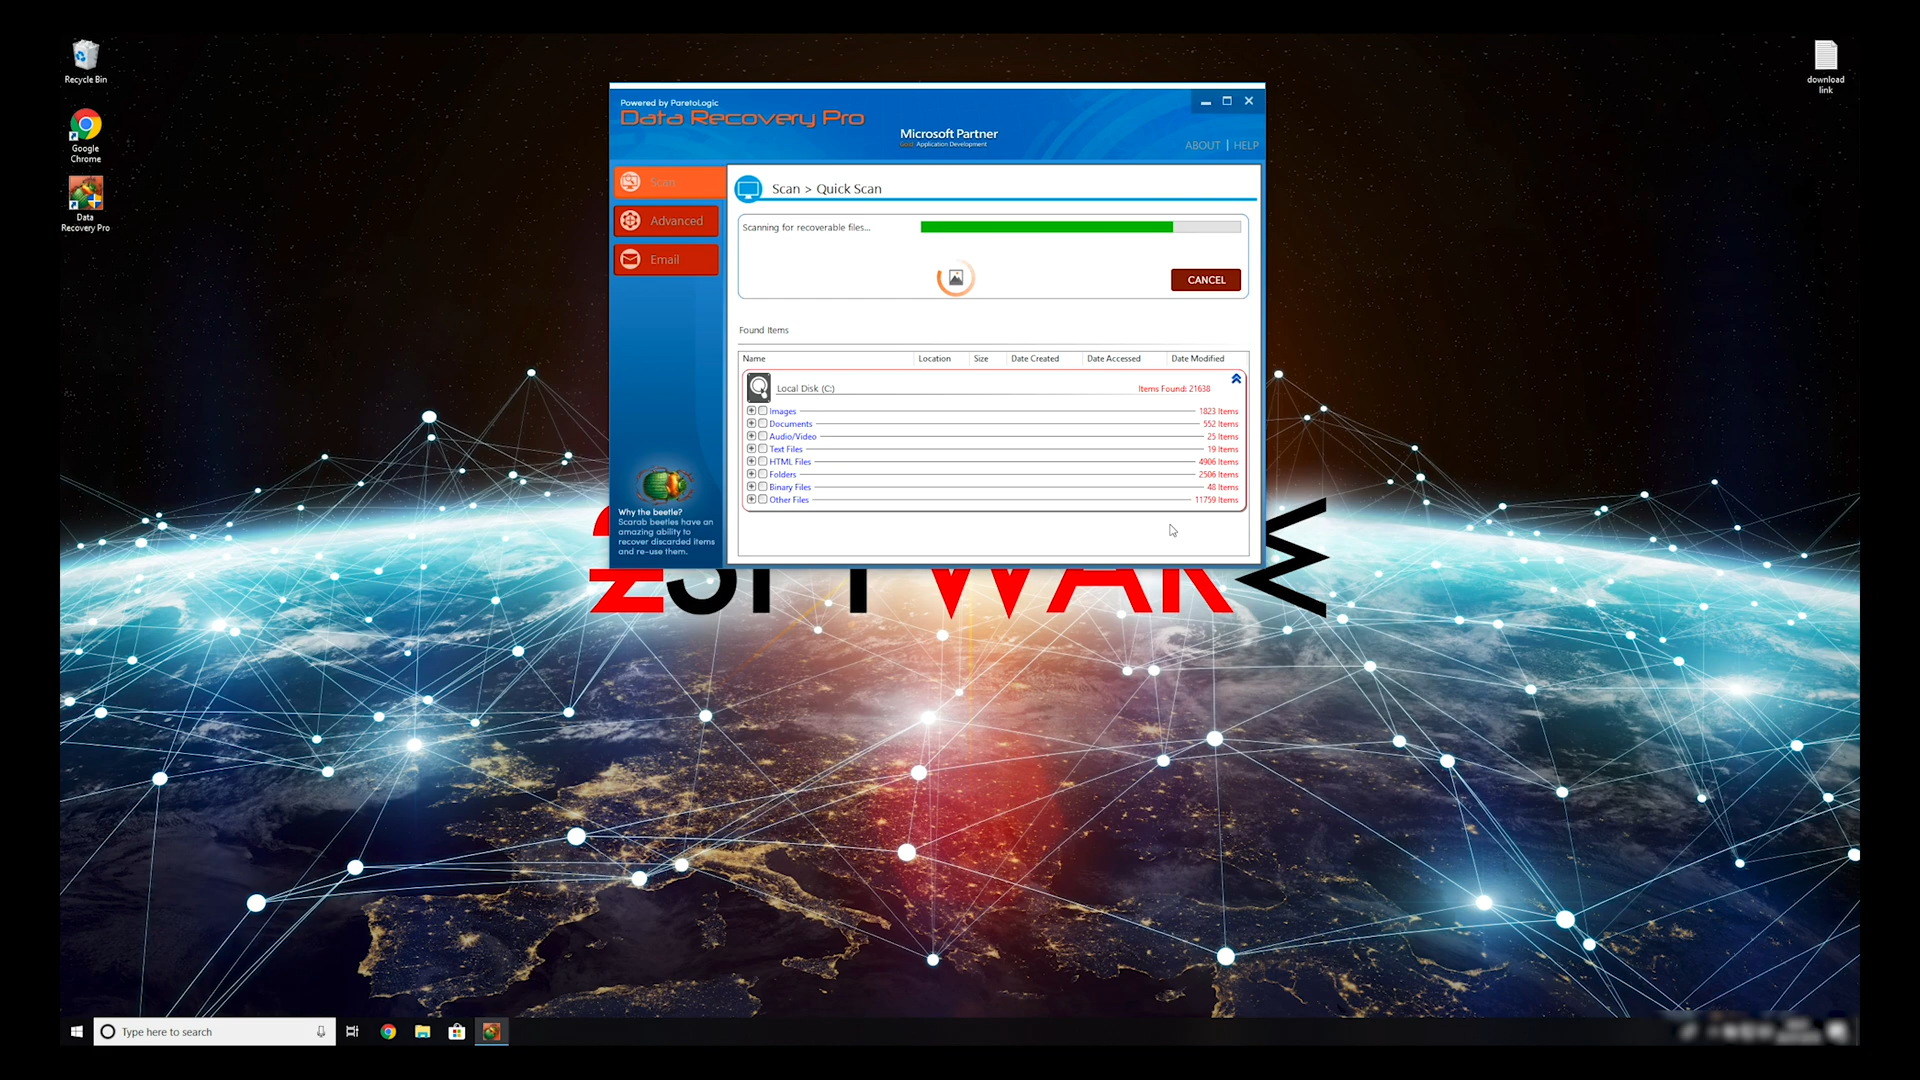 Recycle Bin
Google
Chrome
Data
Recovery Pro
download
link
Powered by ParetoLogic
Data Recovery Pro
Microsoft Partner
Gold Application Development
ABOUT | HELP
Scan
Advanced
Email
Why the beetle?
Scarab beetles have an
amazing ability to
recover discarded items
and re-use them.
Scan > Quick Scan
Scanning for recoverable files...
CANCEL
Found Items
Name Location Size Date Created Date Accessed Date Modified
Local Disk (C:) Items Found: 21638
Images 1823 Items
Documents 552 Items
Audio/Video 25 Items
Text Files 19 Items
HTML Files 4906 Items
Folders 2506 Items
Binary Files 48 Items
Other Files 11759 Items
Type here to search